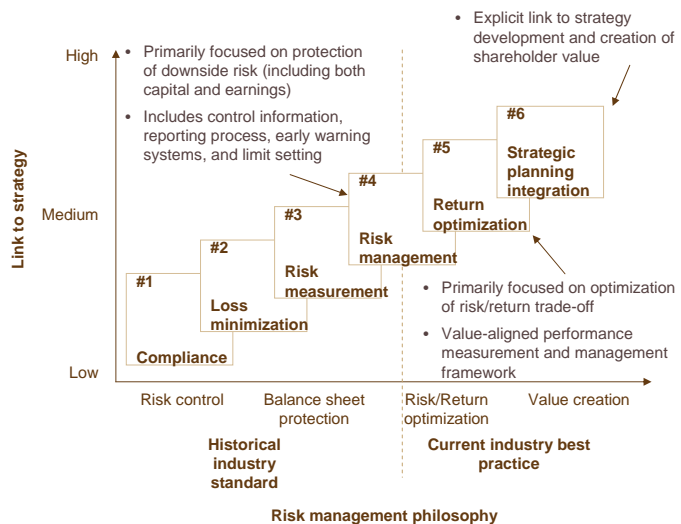 • Explicit link to strategy
development and creation of
shareholder value
High
• Primarily focused on protection
of downside risk (including both
capital and earnings)
• Includes control information,
reporting process, early warning
systems, and limit setting
Link to strategy
Medium
Low
#6
Strategic
planning
integration
#5
Return
optimization
#4
Risk
management
#3
Risk
measurement
#2
Loss
minimization
#1
Compliance
• Primarily focused on optimization
of risk/return trade-off
• Value-aligned performance
measurement and management
framework
Risk control
Balance sheet
protection
Risk/Return
optimization
Value creation
Historical
industry
standard
Current industry best
practice
Risk management philosophy